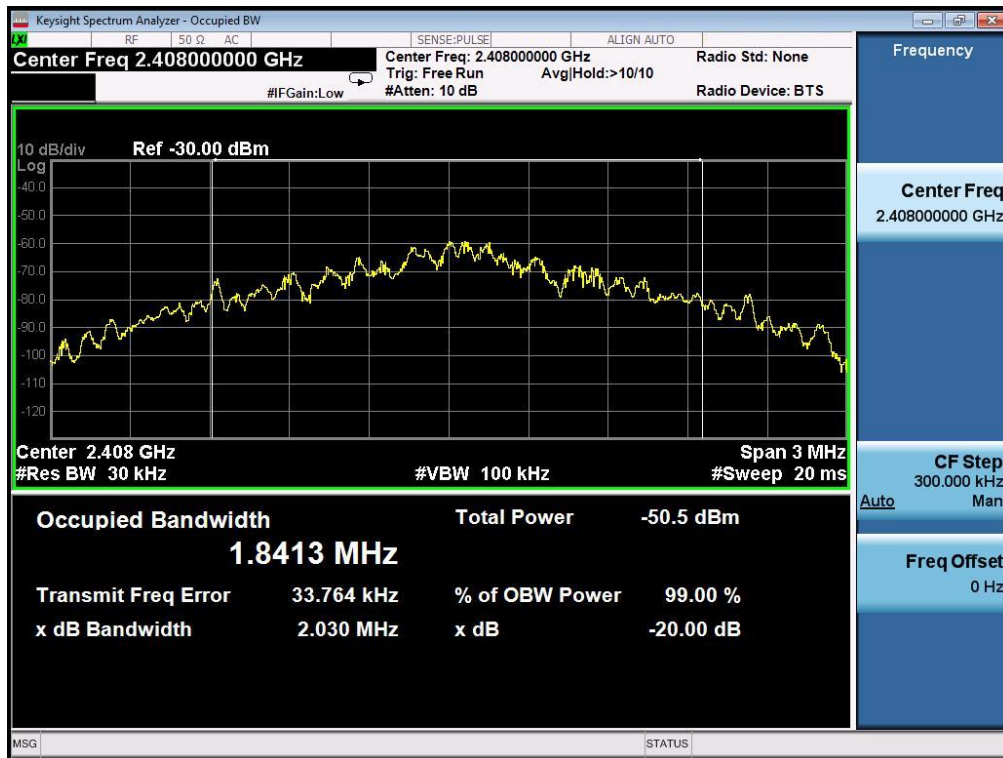 Keysight Spectrum Analyzer - Occupied BW
LXI
RF
50 Ω
AC
SENSE:PULSE
ALIGN AUTO
Center Freq 2.408000000 GHz
Center Freq: 2.408000000 GHz
Radio Std: None
Trig: Free Run
Avg|Hold:>10/10
#IFGain:Low
#Atten: 10 dB
Radio Device: BTS
10 dB/div
Ref -30.00 dBm
Log
-40.0
-50.0
-60.0
-70.0
-80.0
-90.0
-100
-110
-120
Center 2.408 GHz
Span 3 MHz
#Res BW 30 kHz
#VBW 100 kHz
#Sweep 20 ms
Occupied Bandwidth
Total Power
-50.5 dBm
1.8413 MHz
Transmit Freq Error
33.764 kHz
% of OBW Power
99.00 %
x dB Bandwidth
2.030 MHz
x dB
-20.00 dB
MSG
STATUS
Frequency
Center Freq
2.408000000 GHz
CF Step
300.000 kHz
Auto
Man
Freq Offset
0 Hz